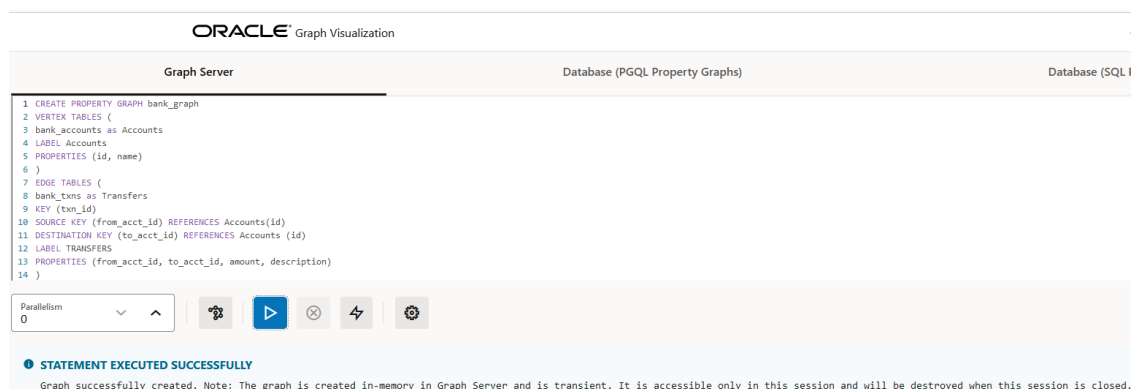 ORACLE Graph Visualization
Graph Server
Database (PGQL Property Graphs)
Database (SQL
1 CREATE PROPERTY GRAPH bank_graph
2 VERTEX TABLES (
3 bank_accounts as Accounts
4 LABEL Accounts
5 PROPERTIES (id, name)
6 )
7 EDGE TABLES (
8 bank_txns as Transfers
9 KEY (txn_id)
10 SOURCE KEY (from_acct_id) REFERENCES Accounts(id)
11 DESTINATION KEY (to_acct_id) REFERENCES Accounts (id)
12 LABEL TRANSFERS
13 PROPERTIES (from_acct_id, to_acct_id, amount, description)
14 )
Parallelism
0
STATEMENT EXECUTED SUCCESSFULLY
Graph successfully created. Note: The graph is created in-memory in Graph Server and is transient. It is accessible only in this session and will be destroyed when this session is closed.